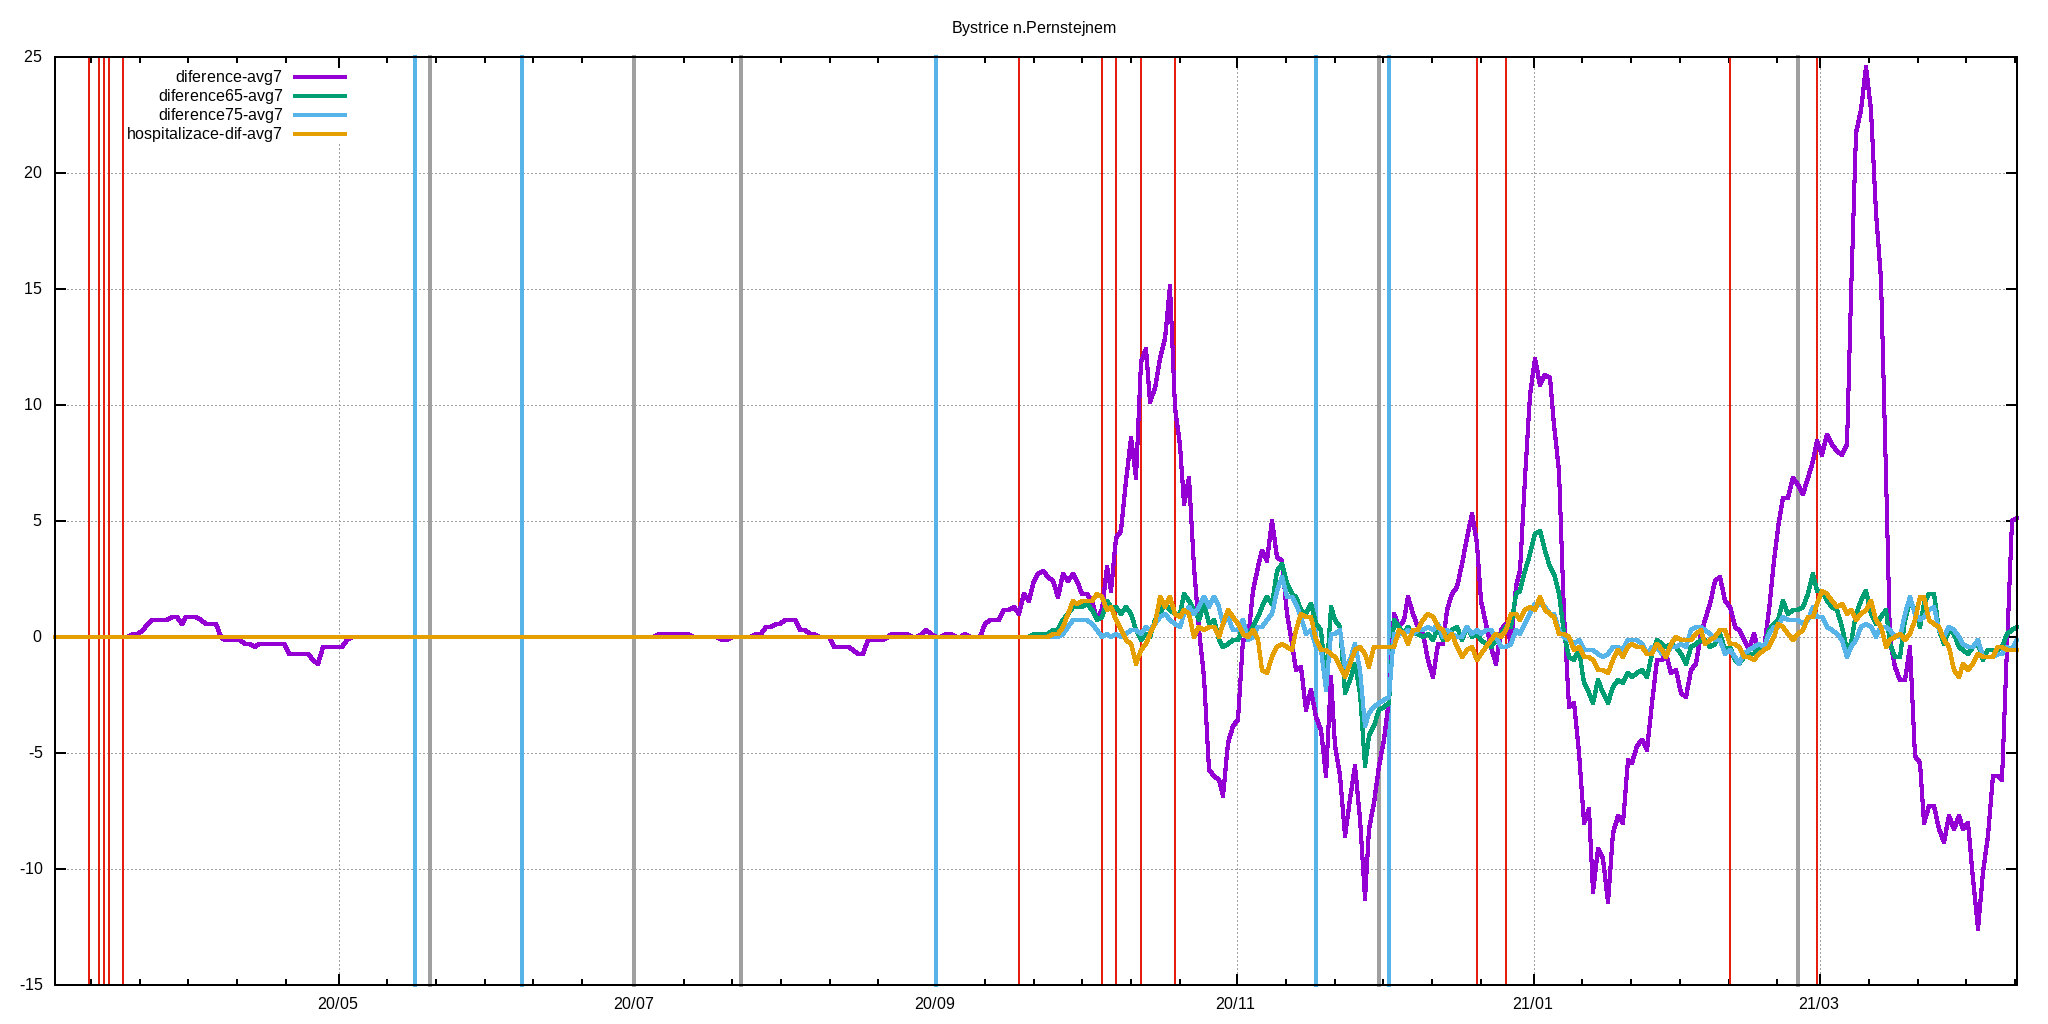 Bystrice n.Pernstejnem
25
20
15
10
5
0
-5
-10
-15
diference-avg7
diference65-avg7
diference75-avg7
hospitalizace-dif-avg7
20/05 20/07 20/09 20/11 21/01 21/03